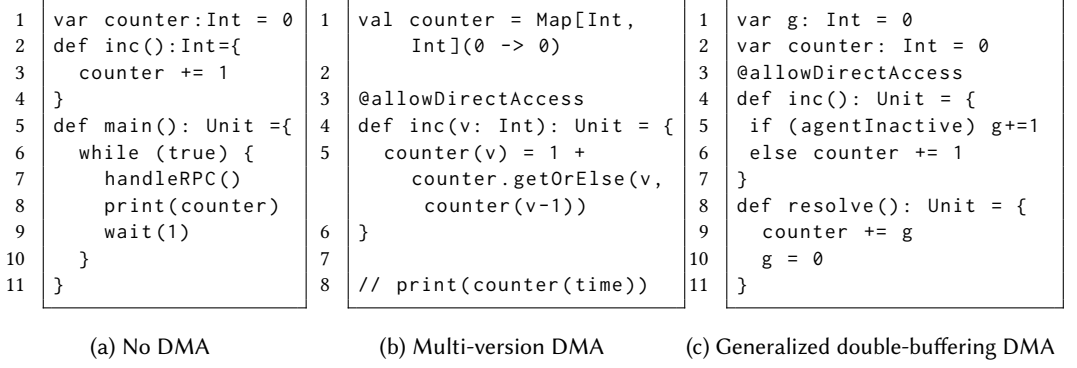 1 var counter:Int = 0
2 def inc():Int={
3   counter += 1
4 }
5 def main(): Unit ={
6   while (true) {
7     handleRPC()
8     print(counter)
9     wait(1)
10   }
11 }
(a) No DMA
1 val counter = Map[Int,
Int](0 -> 0)
2
3 @allowDirectAccess
4 def inc(v: Int): Unit = {
5   counter(v) = 1 +
counter.getOrElse(v,
counter(v-1))
6 }
7
8 // print(counter(time))
(b) Multi-version DMA
1 var g: Int = 0
2 var counter: Int = 0
3 @allowDirectAccess
4 def inc(): Unit = {
5  if (agentInactive) g+=1
6  else counter += 1
7 }
8 def resolve(): Unit = {
9   counter += g
10   g = 0
11 }
(c) Generalized double-buffering DMA